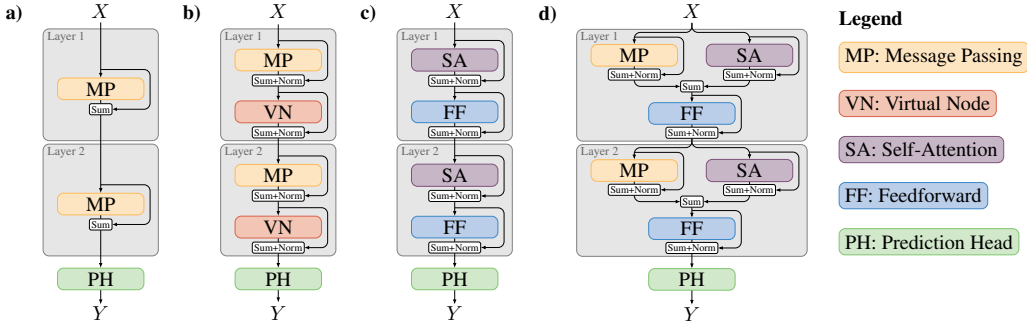 a)
X
Layer 1
MP
Sum
Layer 2
MP
Sum
PH
Y
b)
X
Layer 1
MP
Sum+Norm
VN
Sum+Norm
Layer 2
MP
Sum+Norm
VN
Sum+Norm
PH
Y
c)
X
Layer 1
SA
Sum+Norm
FF
Sum+Norm
Layer 2
SA
Sum+Norm
FF
Sum+Norm
PH
Y
d)
X
Layer 1
MP
SA
Sum+Norm
Sum+Norm
Sum
FF
Sum+Norm
Layer 2
MP
SA
Sum+Norm
Sum+Norm
Sum
FF
Sum+Norm
PH
Y
Legend
MP: Message Passing
VN: Virtual Node
SA: Self-Attention
FF: Feedforward
PH: Prediction Head